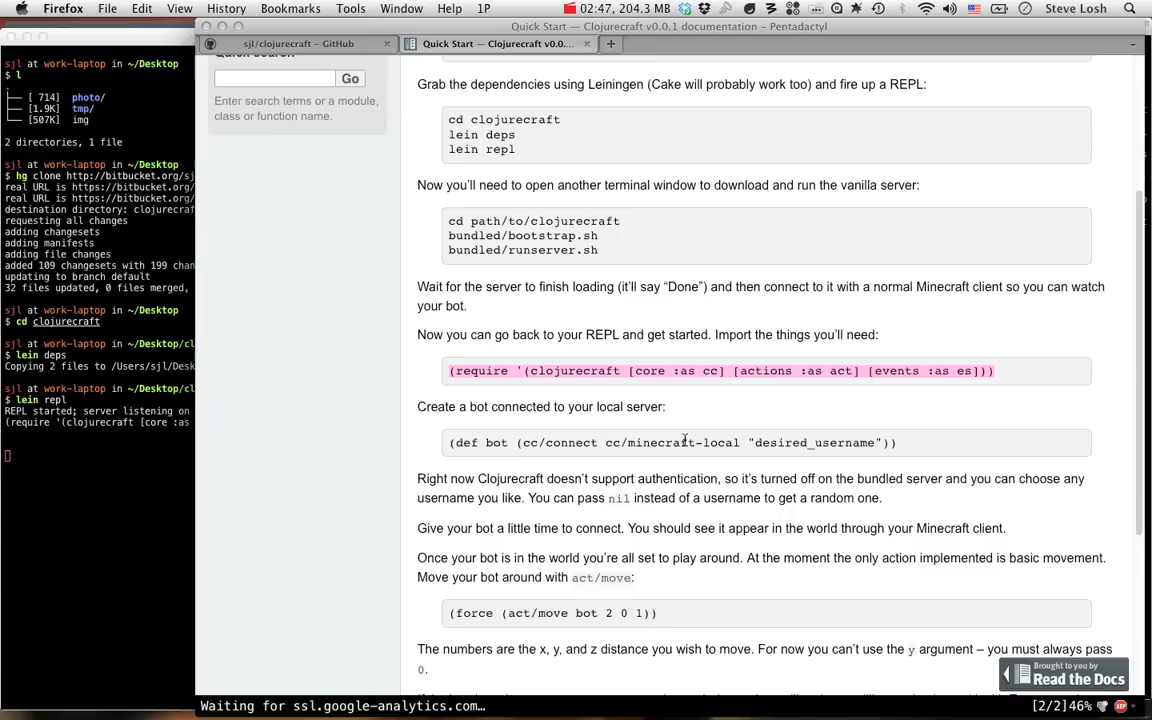 Firefox File Edit View History Bookmarks Tools Window Help 1P 02:47, 204.3 MB Steve Losh
Quick Start — Clojurecraft v0.0.1 documentation - Pentadactyl
sjl/clojurecraft - GitHub
Quick Start — Clojurecraft v0.0....
sjl at work-laptop in ~/Desktop
$ l
.
├── [ 714] photo/
├── [1.9K] tmp/
└── [507K] img
2 directories, 1 file
sjl at work-laptop in ~/Desktop
$ hg clone http://bitbucket.org/sj
real URL is https://bitbucket.org/
real URL is https://bitbucket.org/
destination directory: clojurecraf
requesting all changes
adding changesets
adding manifests
adding file changes
added 109 changesets with 199 chan
updating to branch default
32 files updated, 0 files merged,
sjl at work-laptop in ~/Desktop
$ cd clojurecraft
sjl at work-laptop in ~/Desktop/cl
$ lein deps
Copying 2 files to /Users/sjl/Desk
sjl at work-laptop in ~/Desktop/cl
$ lein repl
REPL started; server listening on
(require '(clojurecraft [core :as
Quick search
Go
Enter search terms or a module,
class or function name.
Grab the dependencies using Leiningen (Cake will probably work too) and fire up a REPL:
cd clojurecraft
lein deps
lein repl
Now you'll need to open another terminal window to download and run the vanilla server:
cd path/to/clojurecraft
bundled/bootstrap.sh
bundled/runserver.sh
Wait for the server to finish loading (it'll say “Done”) and then connect to it with a normal Minecraft client so you can watch
your bot.
Now you can go back to your REPL and get started. Import the things you'll need:
(require '(clojurecraft [core :as cc] [actions :as act] [events :as es]))
Create a bot connected to your local server:
(def bot (cc/connect cc/minecraft-local "desired_username"))
Right now Clojurecraft doesn't support authentication, so it's turned off on the bundled server and you can choose any
username you like. You can pass nil instead of a username to get a random one.
Give your bot a little time to connect. You should see it appear in the world through your Minecraft client.
Once your bot is in the world you're all set to play around. At the moment the only action implemented is basic movement.
Move your bot around with act/move:
(force (act/move bot 2 0 1))
The numbers are the x, y, and z distance you wish to move. For now you can't use the y argument – you must always pass
0.
Brought to you by
Read the Docs
Waiting for ssl.google-analytics.com… [2/2]46% ABP